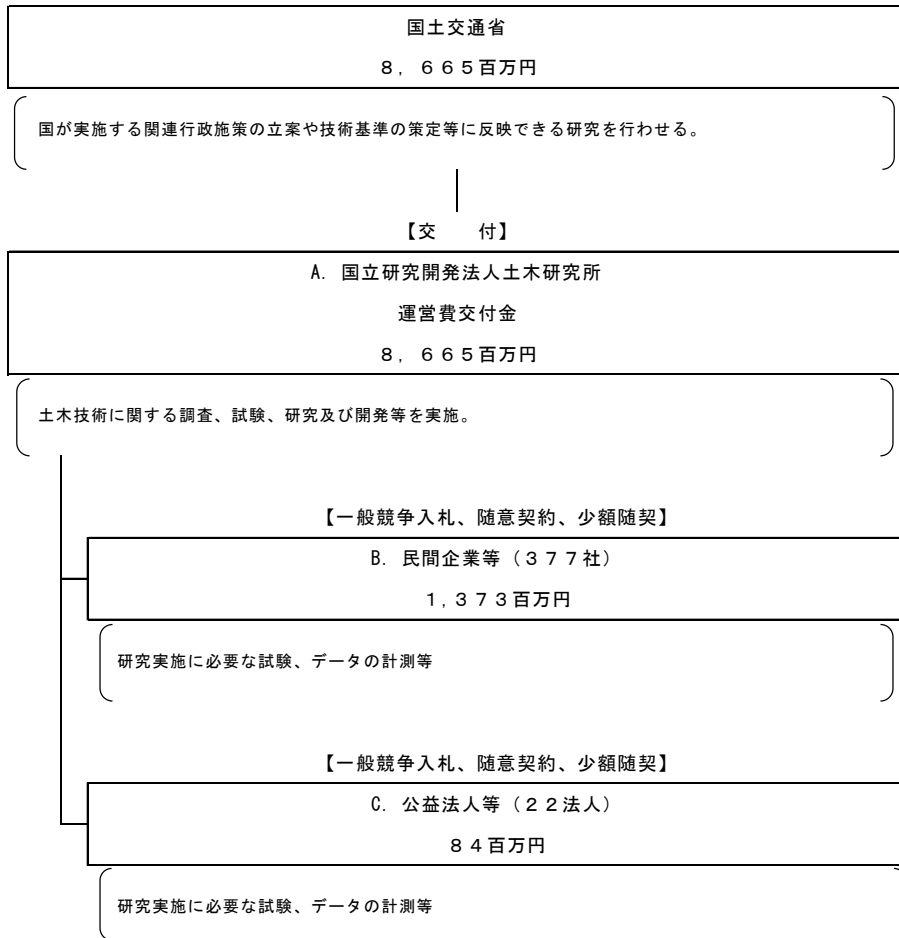 国土交通省
８，６６５百万円
国が実施する関連行政施策の立案や技術基準の策定等に反映できる研究を行わせる。
【交　　付】
A. 国立研究開発法人土木研究所
運営費交付金
８，６６５百万円
土木技術に関する調査、試験、研究及び開発等を実施。
【一般競争入札、随意契約、少額随契】
B. 民間企業等（３７７社）
１,３７３百万円
研究実施に必要な試験、データの計測等
【一般競争入札、随意契約、少額随契】
C. 公益法人等（２２法人）
８４百万円
研究実施に必要な試験、データの計測等